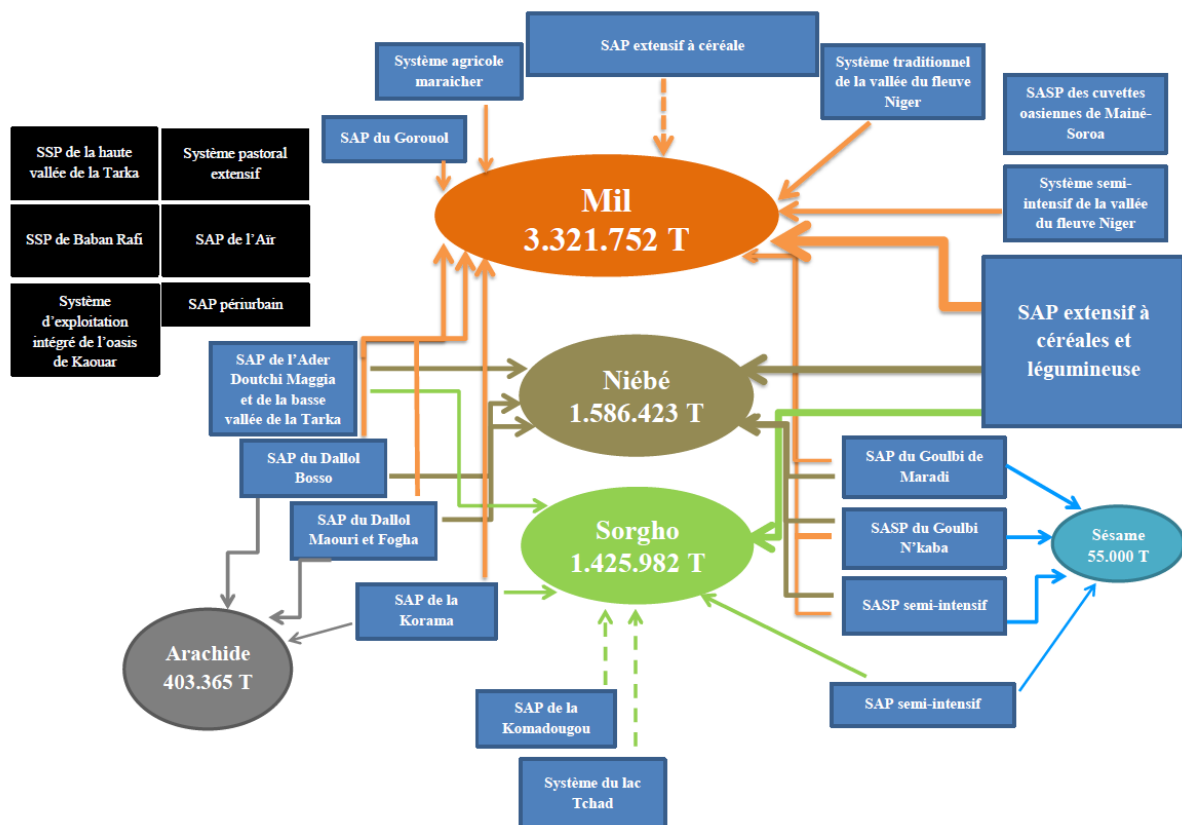 SAP extensif à céréale
Système agricole
maraicher
Système traditionnel
de la vallée du fleuve
Niger
SASP des cuvettes
oasiennes de Mainé-
Soroa
SAP du Gorouol
SSP de la haute
vallée de la Tarka
Système pastoral
extensif
Mil
3.321.752 T
Système semi-
intensif de la vallée
du fleuve Niger
SSP de Baban Rafi
SAP de l'Aïr
Système
d'exploitation
intégré de l'oasis
de Kaouar
SAP périurbain
SAP extensif à
céréales et
légumineuse
SAP de l'Ader
Doutchi Maggia
et de la basse
vallée de la Tarka
Niébé
1.586.423 T
SAP du Dallol
Bosso
SAP du Goulbi de
Maradi
SAP du Dallol
Maouri et Fogha
Sorgho
1.425.982 T
SASP du Goulbi
N'kaba
Sésame
55.000 T
SAP de la
Korama
SASP semi-intensif
Arachide
403.365 T
SAP semi-intensif
SAP de la
Komadougou
Système du lac
Tchad